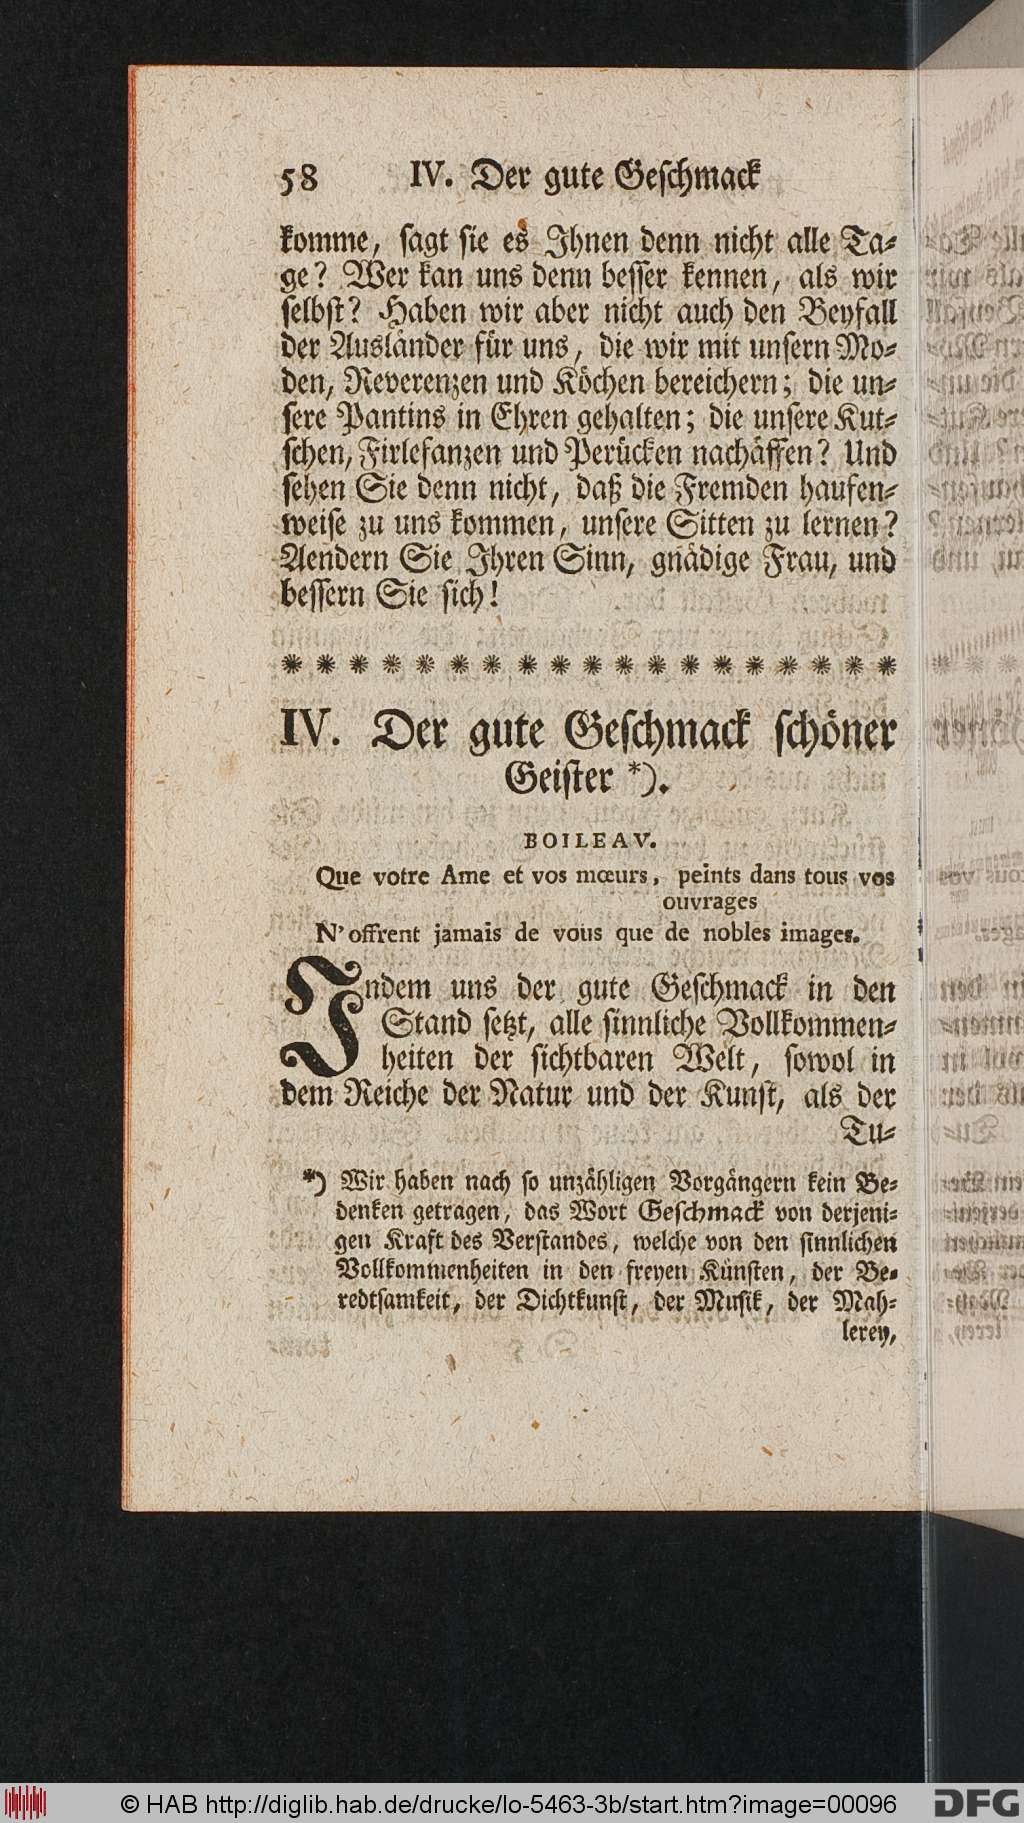 58 IV. Der gute Geschmack
komme, sagt sie es Ihnen denn nicht alle Ta-
ge? Wer kan uns denn besser kennen, als wir
selbst? Haben wir aber nicht auch den Beyfall
der Ausländer für uns, die wir mit unsern Mo-
den, Reverenzen und Köchen bereichern; die un-
sere Pantins in Ehren gehalten; die unsere Kut-
schen, Firlefanzen und Perücken nachäffen? Und
sehen Sie denn nicht, daß die Fremden haufen-
weise zu uns kommen, unsere Sitten zu lernen?
Aendern Sie Ihren Sinn, gnädige Frau, und
bessern Sie sich!
* * * * * * * * * * * * * * * * * * *
IV. Der gute Geschmack schöner
Geister *).
BOILEAV.
Que votre Ame et vos mœurs, peints dans tous vos
ouvrages
N'offrent jamais de vous que de nobles images.
Indem uns der gute Geschmack in den
Stand setzt, alle sinnliche Vollkommen-
heiten der sichtbaren Welt, sowol in
dem Reiche der Natur und der Kunst, als der
Tu-
*) Wir haben nach so unzähligen Vorgängern kein Be-
denken getragen, das Wort Geschmack von derjeni-
gen Kraft des Verstandes, welche von den sinnlichen
Vollkommenheiten in den freyen Künsten, der Be-
redtsamkeit, der Dichtkunst, der Musik, der Mah-
lerey,
© HAB http://diglib.hab.de/drucke/lo-5463-3b/start.htm?image=00096
DFG